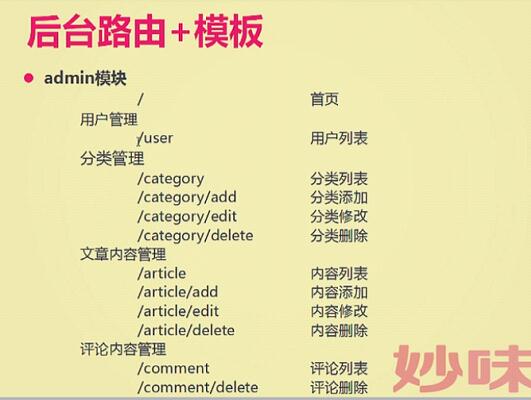 后台路由+模板
admin模块
/ 首页
用户管理
/user 用户列表
分类管理
/category 分类列表
/category/add 分类添加
/category/edit 分类修改
/category/delete 分类删除
文章内容管理
/article 内容列表
/article/add 内容添加
/article/edit 内容修改
/article/delete 内容删除
评论内容管理
/comment 评论列表
/comment/delete 评论删除
妙味